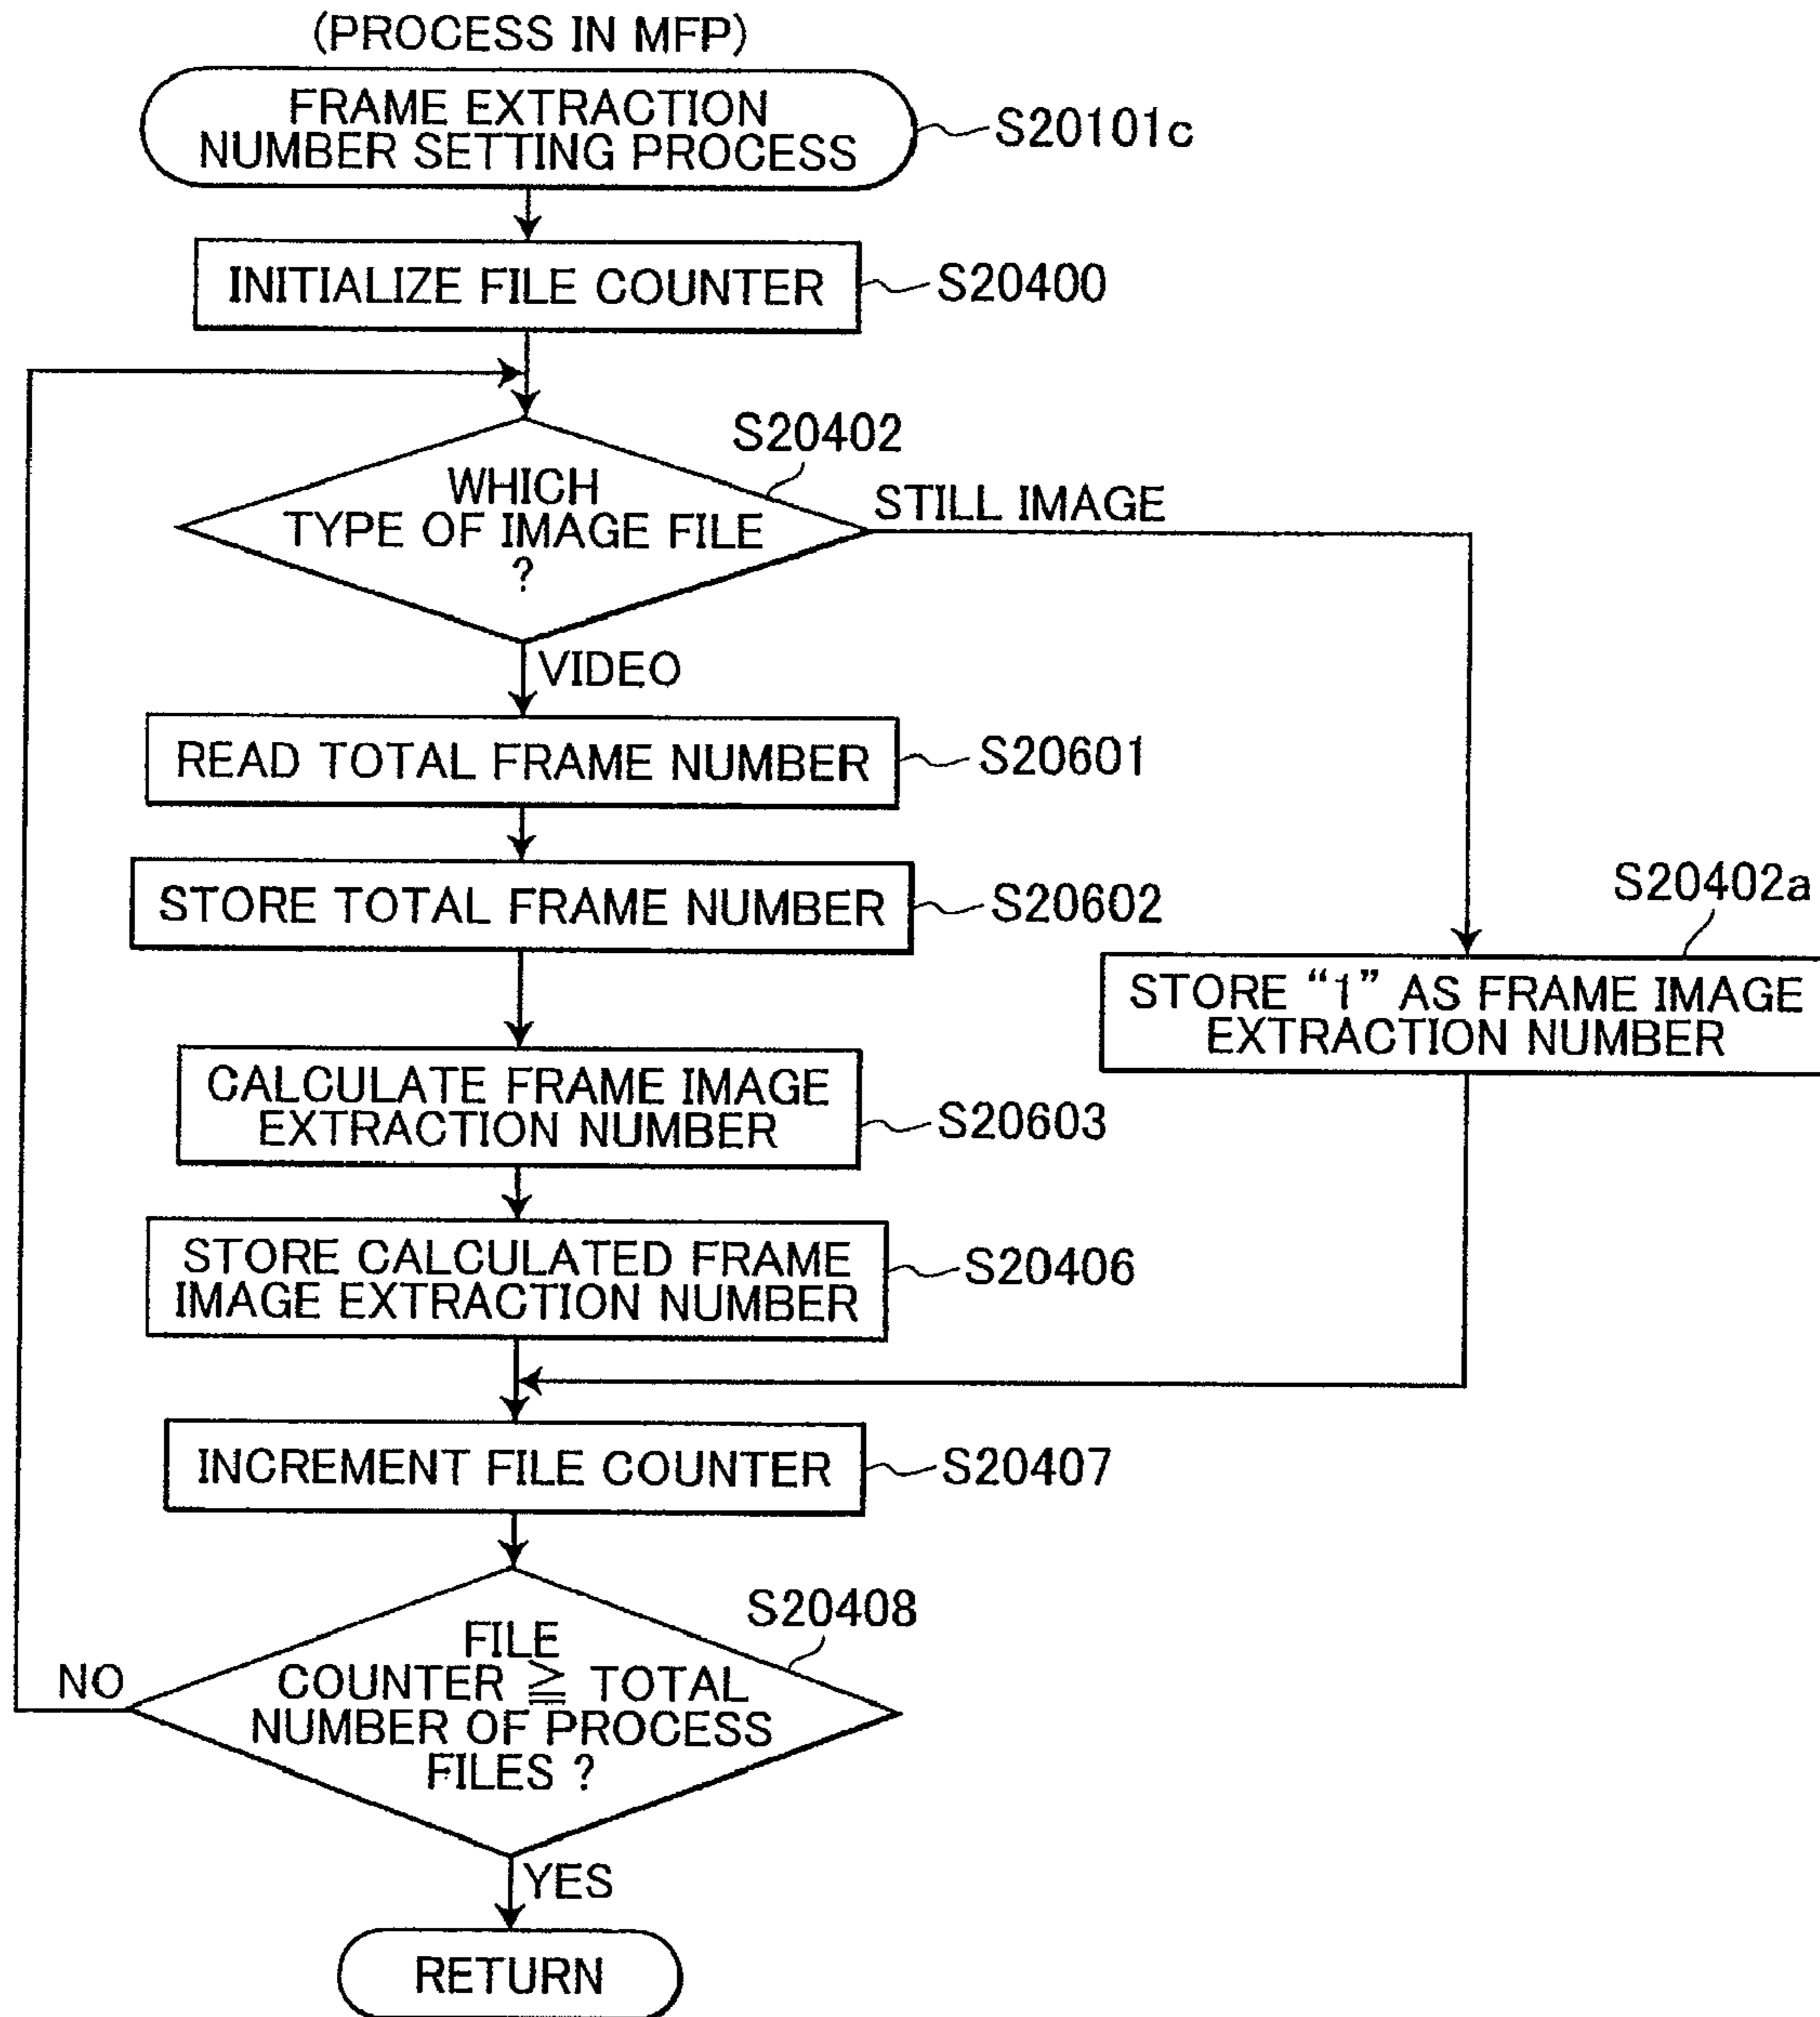 (PROCESS IN MFP)
FRAME EXTRACTION
NUMBER SETTING PROCESS
S20101c
INITIALIZE FILE COUNTER
S20400
S20402
WHICH
TYPE OF IMAGE FILE
?
STILL IMAGE
VIDEO
READ TOTAL FRAME NUMBER
S20601
STORE TOTAL FRAME NUMBER
S20602
S20402a
STORE “1” AS FRAME IMAGE
EXTRACTION NUMBER
CALCULATE FRAME IMAGE
EXTRACTION NUMBER
S20603
STORE CALCULATED FRAME
IMAGE EXTRACTION NUMBER
S20406
INCREMENT FILE COUNTER
S20407
S20408
FILE
COUNTER ≧ TOTAL
NUMBER OF PROCESS
FILES ?
NO
YES
RETURN